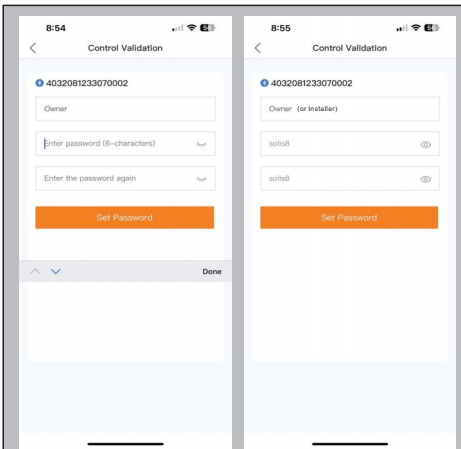 8:54
Control Validation
4032081233070002
Owner
Enter password (6-characters)
Enter the password again
Set Password
Done
8:55
Control Validation
4032081233070002
Owner (or Installer)
solis8
solis8
Set Password